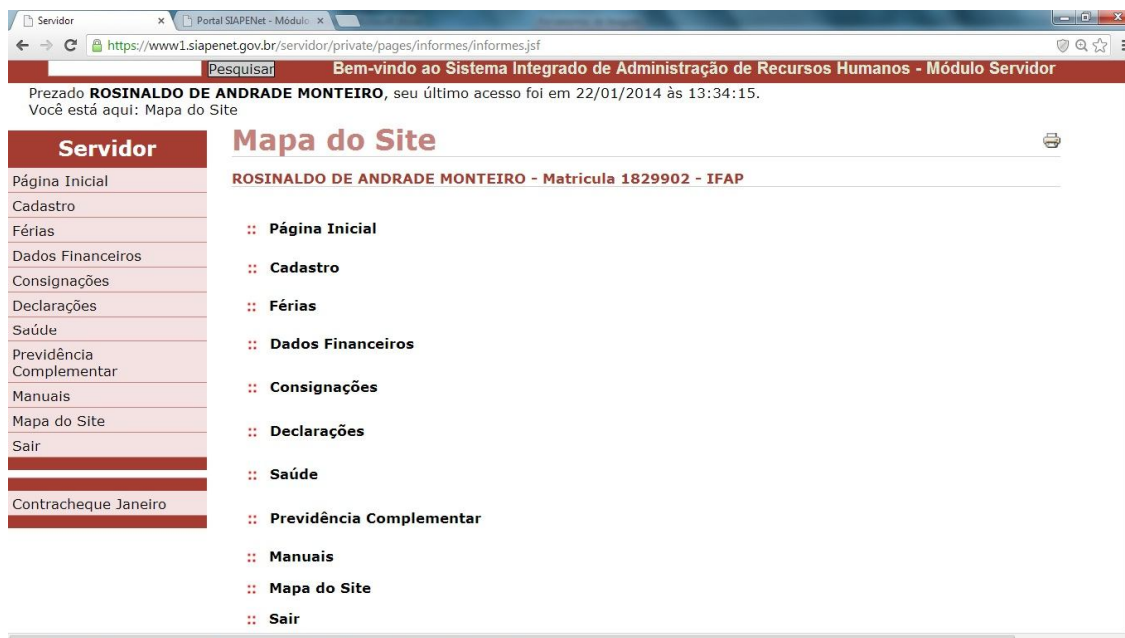 Servidor
Portal SIAPENet - Módulo
https://www1.siapenet.gov.br/servidor/private/pages/informes/informes.jsf
Pesquisar Bem-vindo ao Sistema Integrado de Administração de Recursos Humanos - Módulo Servidor
Prezado ROSINALDO DE ANDRADE MONTEIRO, seu último acesso foi em 22/01/2014 às 13:34:15.
Você está aqui: Mapa do Site
Servidor
Página Inicial
Cadastro
Férias
Dados Financeiros
Consignações
Declarações
Saúde
Previdência
Complementar
Manuais
Mapa do Site
Sair
Contracheque Janeiro
Mapa do Site
ROSINALDO DE ANDRADE MONTEIRO - Matricula 1829902 - IFAP
:: Página Inicial
:: Cadastro
:: Férias
:: Dados Financeiros
:: Consignações
:: Declarações
:: Saúde
:: Previdência Complementar
:: Manuais
:: Mapa do Site
:: Sair